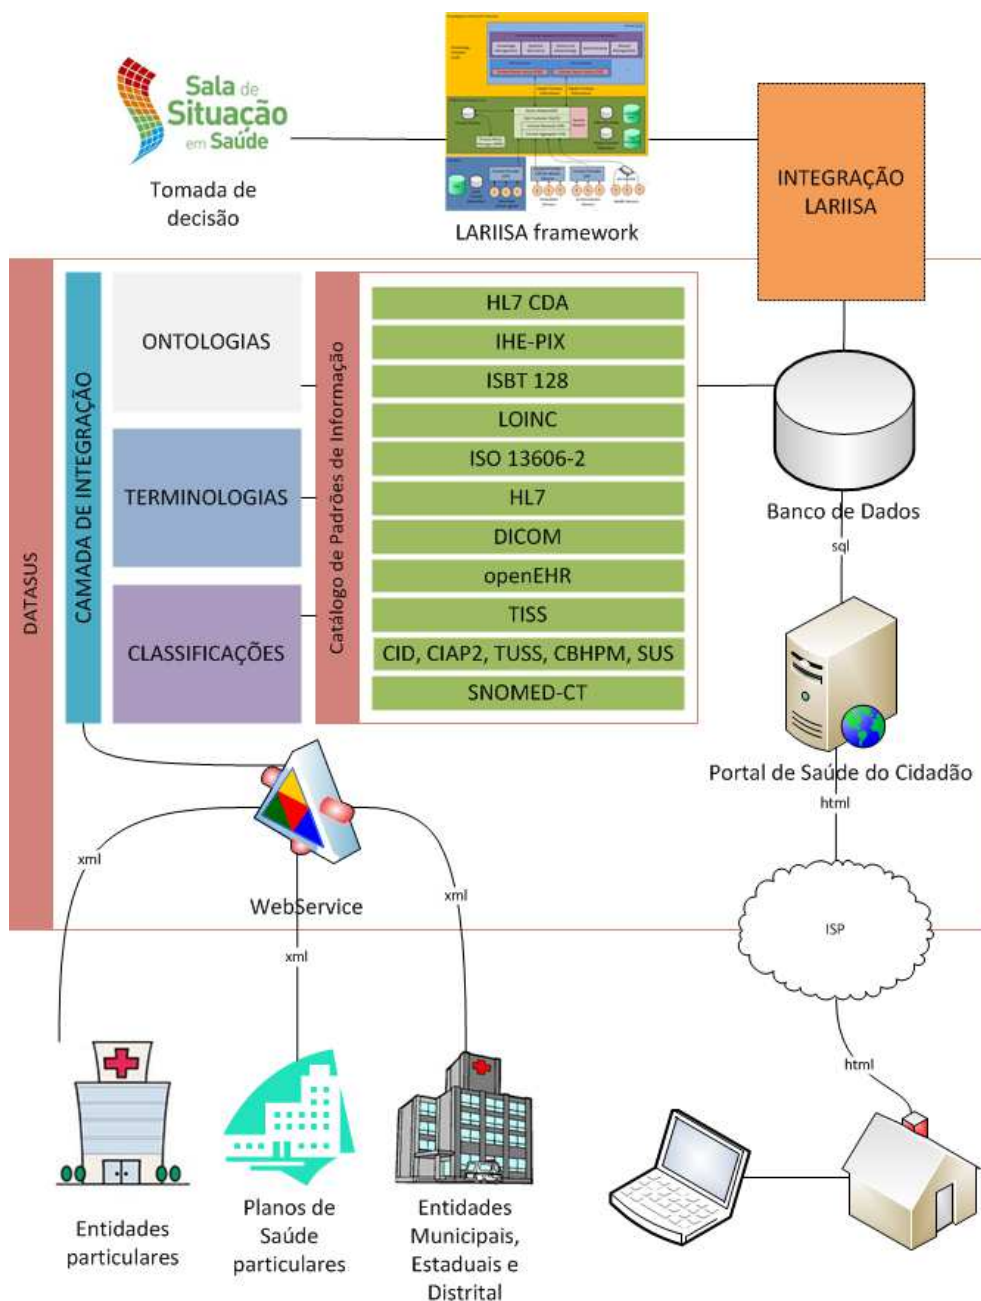 Sala de
Situação
em Saúde
Tomada de
decisão
LARIISA framework
INTEGRAÇÃO
LARIISA
DATASUS
CAMADA DE INTEGRAÇÃO
ONTOLOGIAS
TERMINOLOGIAS
CLASSIFICAÇÕES
Catálogo de Padrões de Informação
HL7 CDA
IHE-PIX
ISBT 128
LOINC
ISO 13606-2
HL7
DICOM
openEHR
TISS
CID, CIAP2, TUSS, CBHPM, SUS
SNOMED-CT
Banco de Dados
sql
Portal de Saúde do Cidadão
html
ISP
html
WebService
xml
xml
xml
Entidades
particulares
Planos de
Saúde
particulares
Entidades
Municipais,
Estaduais e
Distrital